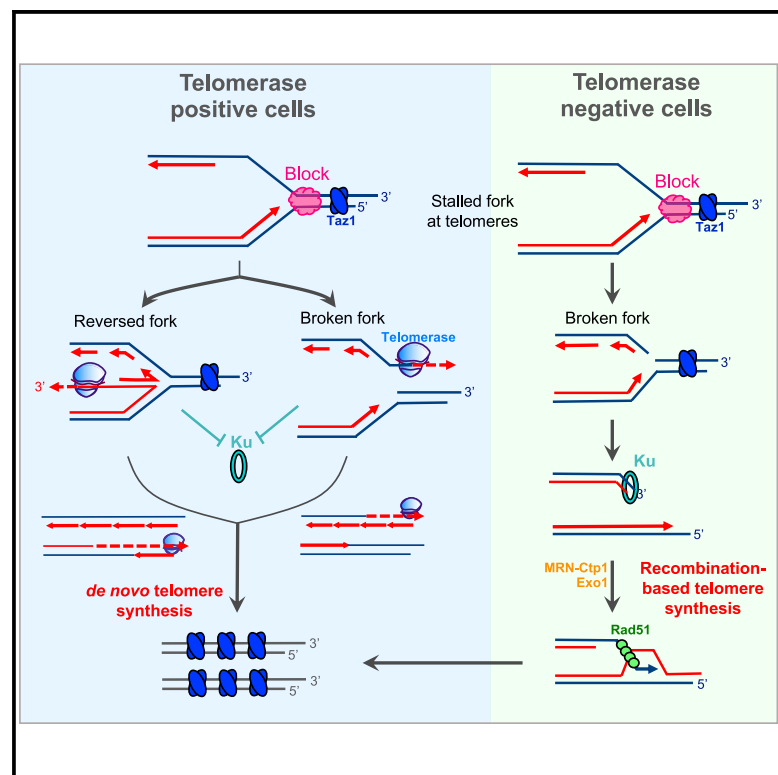 Telomerase
positive cells
Telomerase
negative cells
Block
3’
5’
Taz1
Stalled fork
at telomeres
Block
3’
5’
Taz1
Reversed fork
Broken fork
Telomerase
3’
3’
3’
Ku
Broken fork
Ku
3’
5’
de novo telomere
synthesis
MRN-Ctp1
Exo1
Recombination-
based telomere
synthesis
3’
5’
3’
5’
Rad51
5’